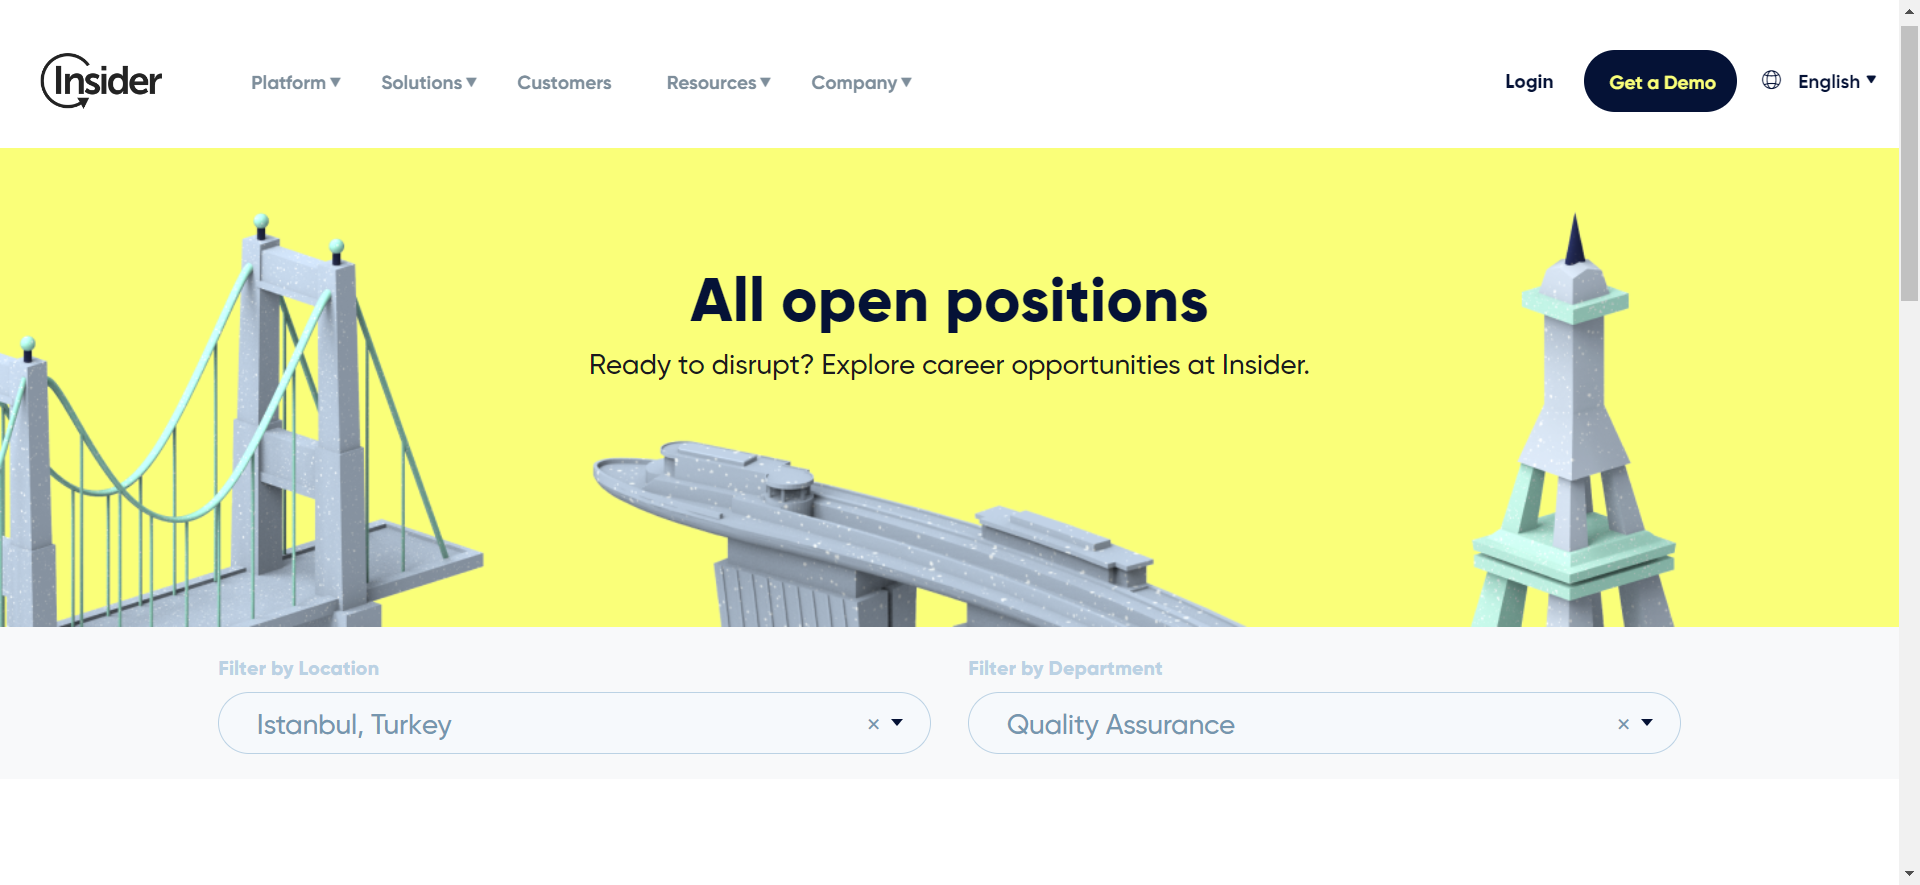 Insider
Platform ▼
Solutions ▼
Customers
Resources ▼
Company ▼
Login
Get a Demo
English ▼
All open positions
Ready to disrupt? Explore career opportunities at Insider.
Filter by Location
Istanbul, Turkey ×
Filter by Department
Quality Assurance ×